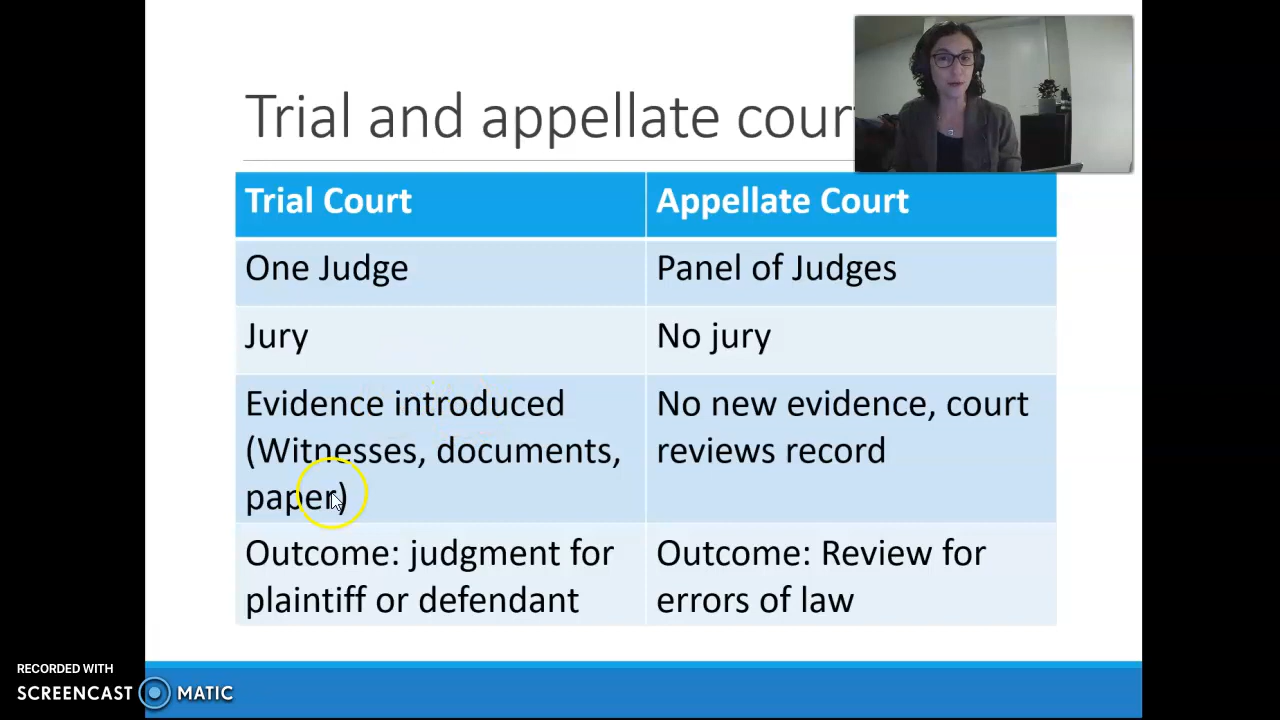 Trial and appellate cour
Trial Court
Appellate Court
One Judge
Panel of Judges
Jury
No jury
Evidence introduced
(Witnesses, documents,
paper)
No new evidence, court
reviews record
Outcome: judgment for
plaintiff or defendant
Outcome: Review for
errors of law
RECORDED WITH
SCREENCAST MATIC